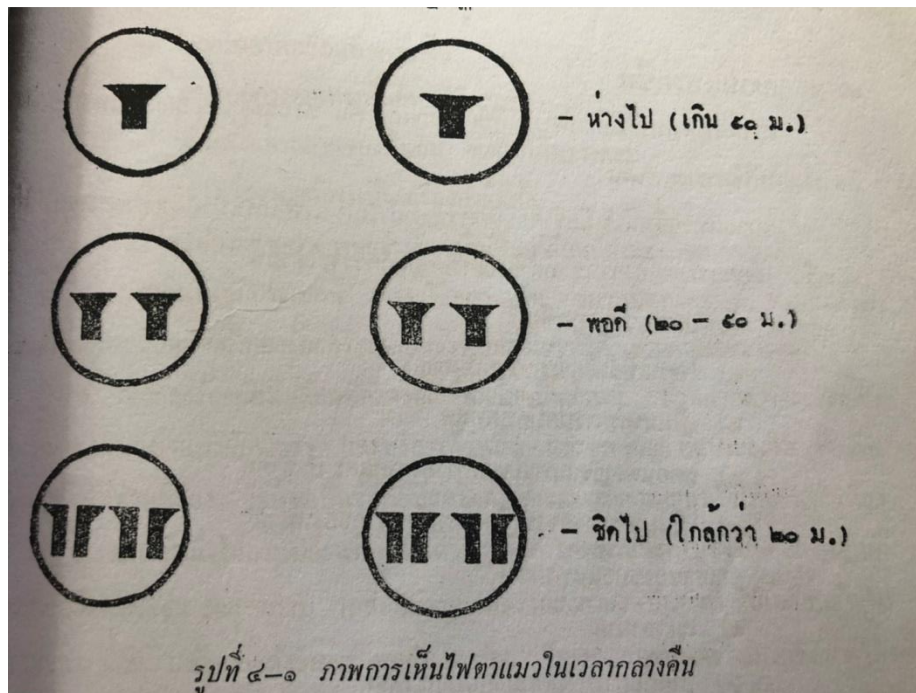 - ห่างไป (เกิน ๕๐ ม.)
- พอดี (๒๐ - ๕๐ ม.)
- ชิดไป (ใกล้กว่า ๒๐ ม.)
รูปที่ ๔-๑ ภาพการเห็นไฟตาแมวในเวลากลางคืน